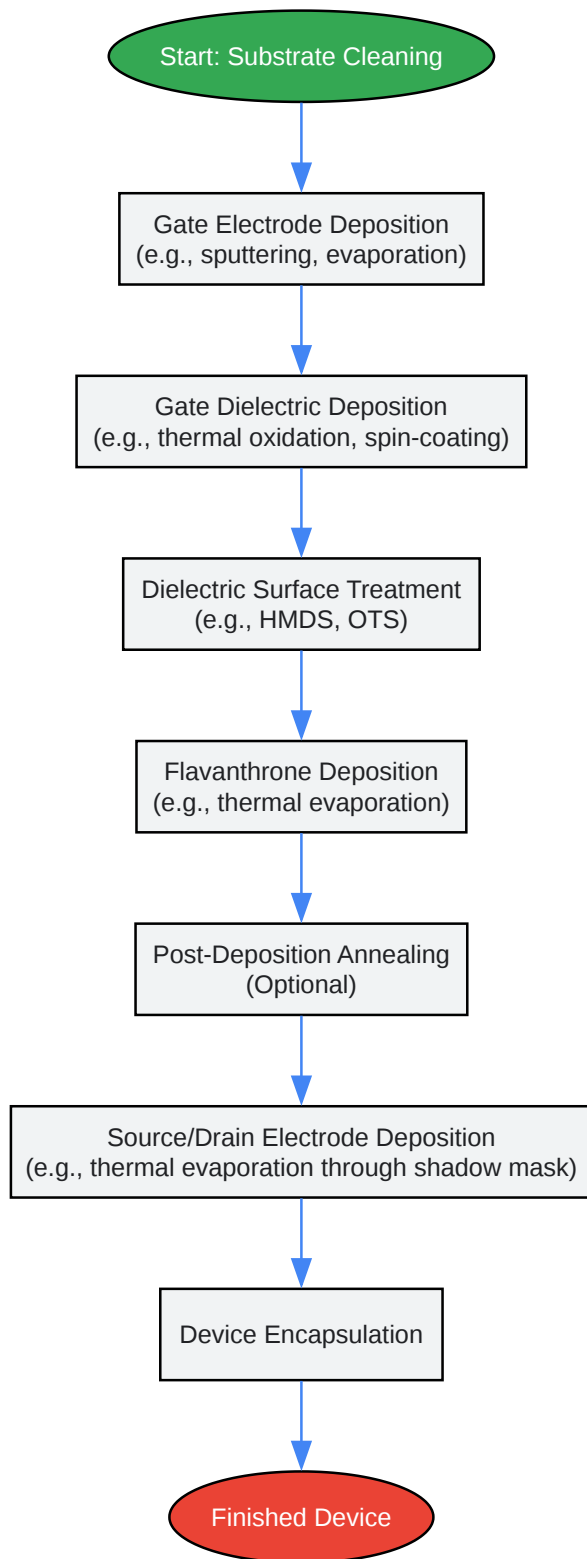 Start: Substrate Cleaning
Gate Electrode Deposition
(e.g., sputtering, evaporation)
Gate Dielectric Deposition
(e.g., thermal oxidation, spin-coating)
Dielectric Surface Treatment
(e.g., HMDS, OTS)
Flavanthrone Deposition
(e.g., thermal evaporation)
Post-Deposition Annealing
(Optional)
Source/Drain Electrode Deposition
(e.g., thermal evaporation through shadow mask)
Device Encapsulation
Finished Device